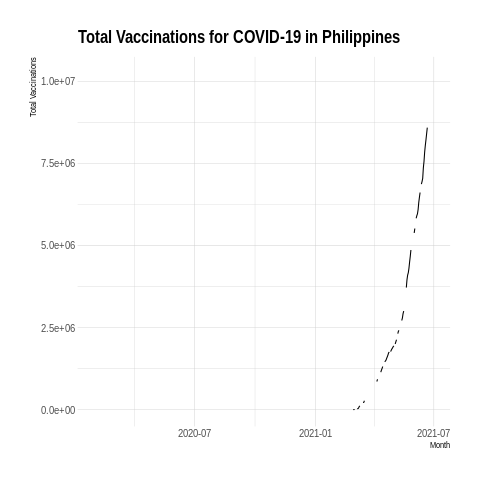 Total Vaccinations for COVID-19 in Philippines
Total Vaccinations
1.0e+07
7.5e+06
5.0e+06
2.5e+06
0.0e+00
2020-07
2021-01
2021-07
Month